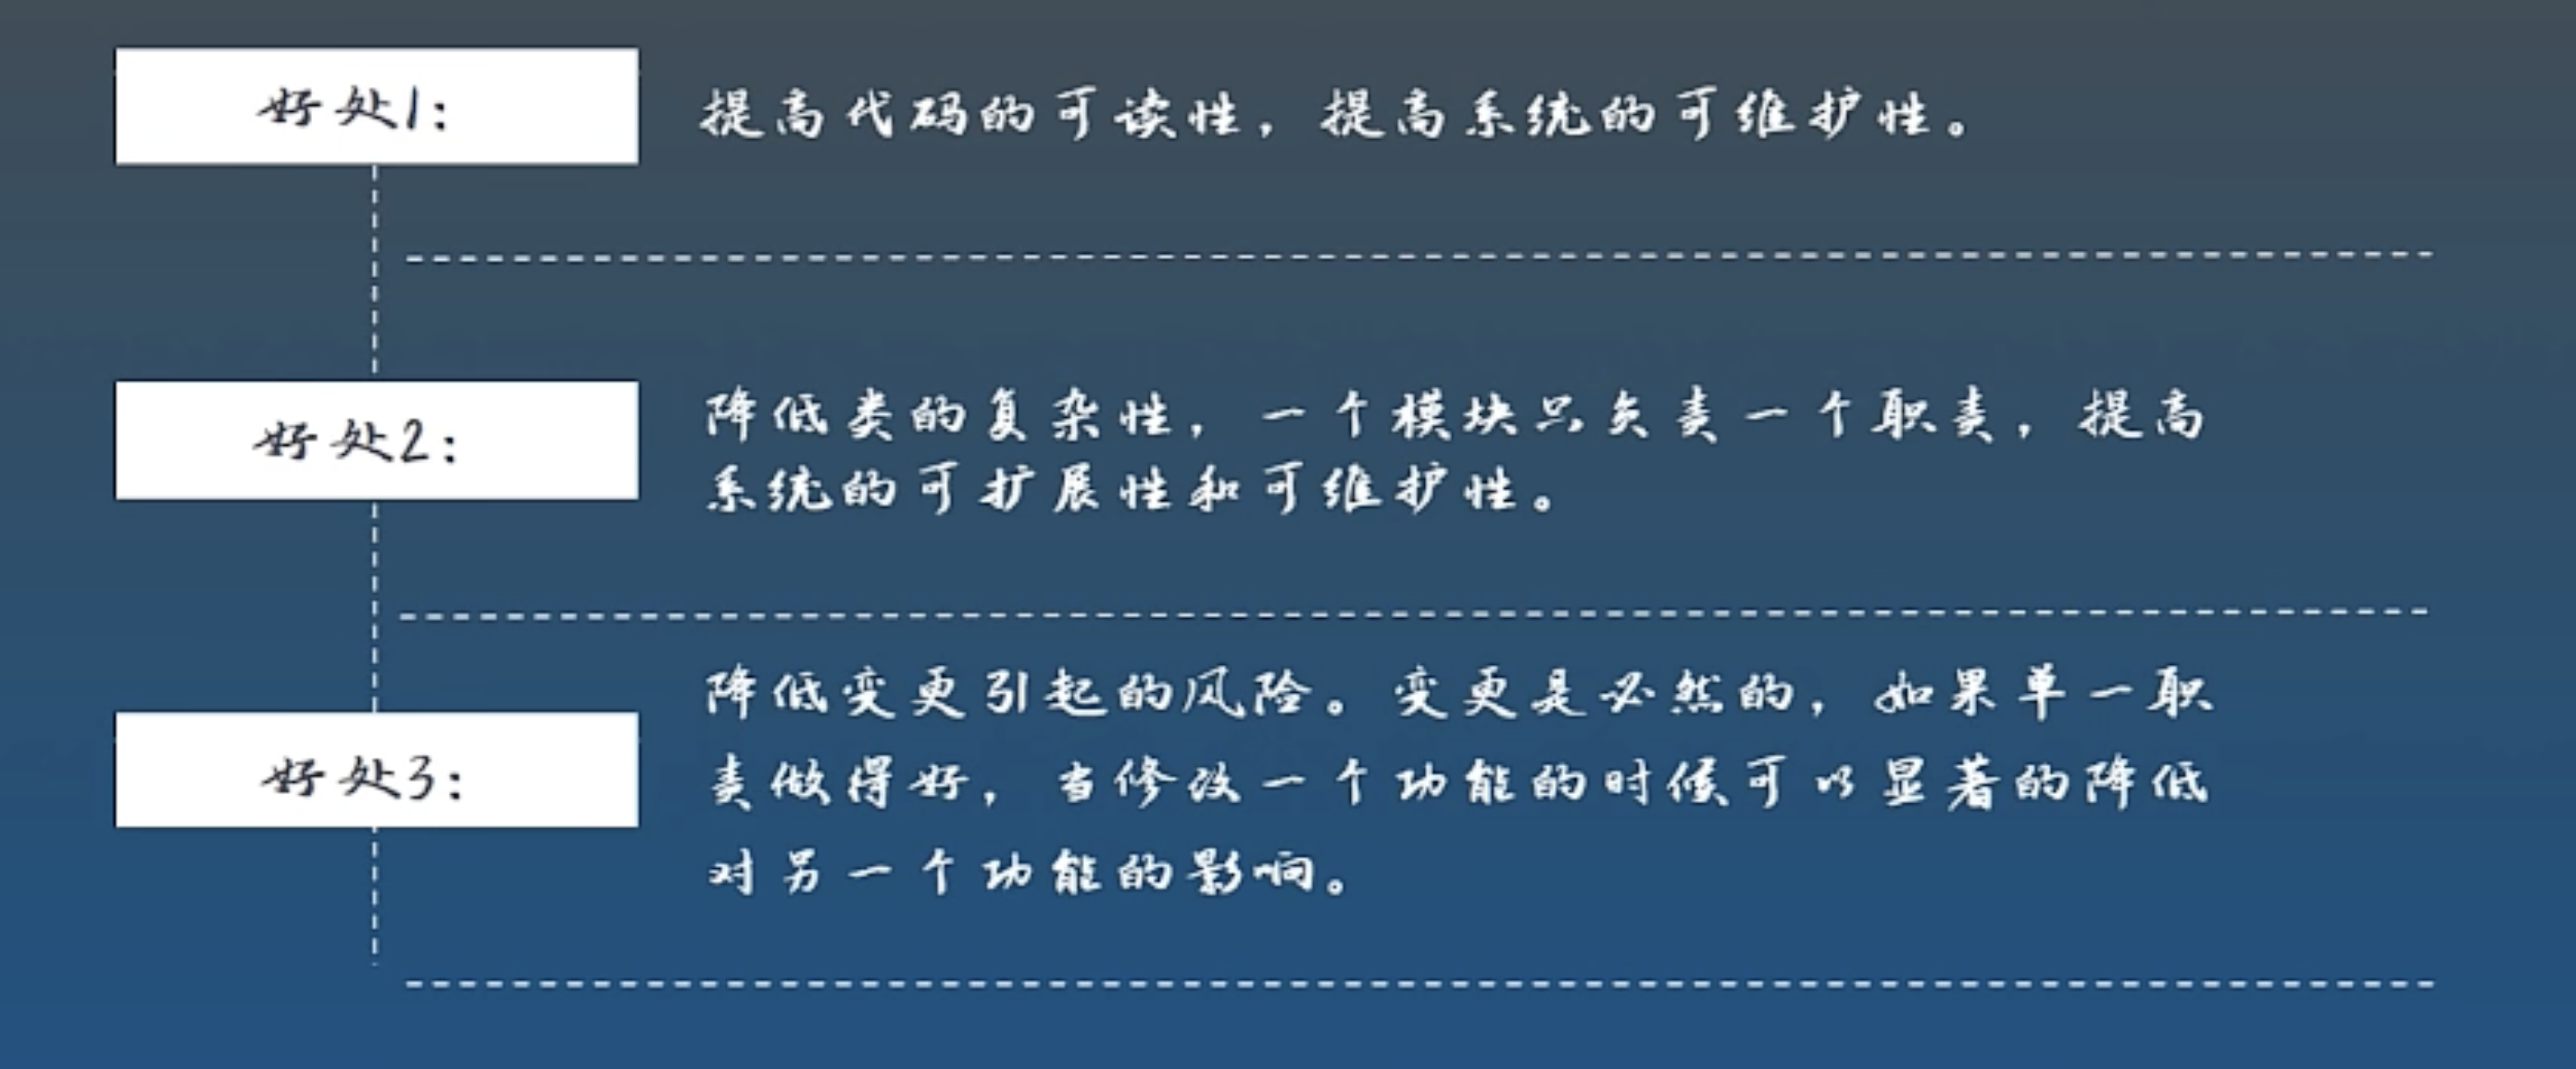 好处1：
提高代码的可读性，提高系统的可维护性。
好处2：
降低类的复杂性，一个模块只负责一个职责，提高
系统的可扩展性和可维护性。
好处3：
降低变更引起的风险。变更是必然的，如果单一职
责做得好，当修改一个功能的时候可以显著的降低
对另一个功能的影响。